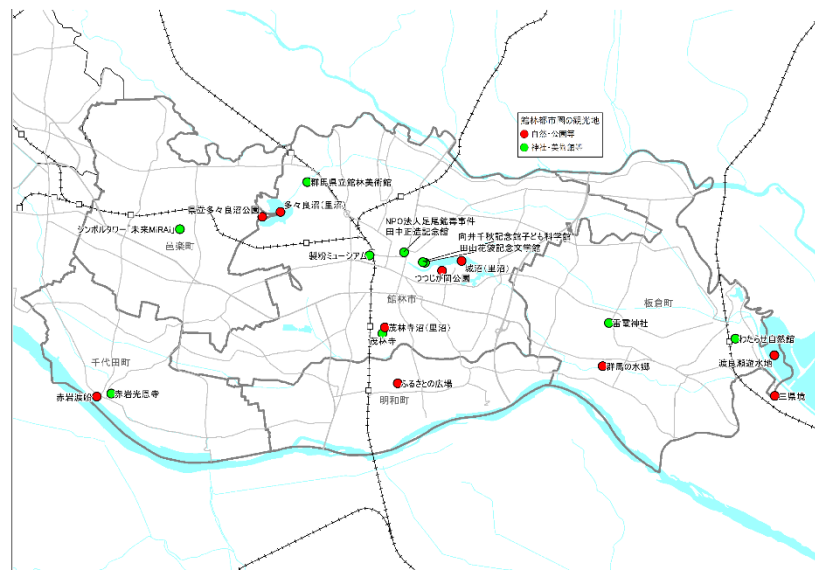 館林都市圏の観光地
自然・公園等
神社・美術館等
群馬県立館林美術館
県立多々良沼公園
多々良沼（里沼）
シンボルタワー“未来MiRAi」
邑楽町
NPO法人足尾鉱毒事件
田中正造記念館
向井千秋記念館子ども科学館
田山花袋記念文学館
製粉ミュージアム
城沼（里沼）
つつじが岡公園
館林市
板倉町
雷電神社
茂林寺沼（里沼）
茂林寺
わたらせ自然館
渡良瀬遊水地
千代田町
群馬の水郷
赤岩渡船
赤岩光恩寺
ふるさとの広場
明和町
三県境